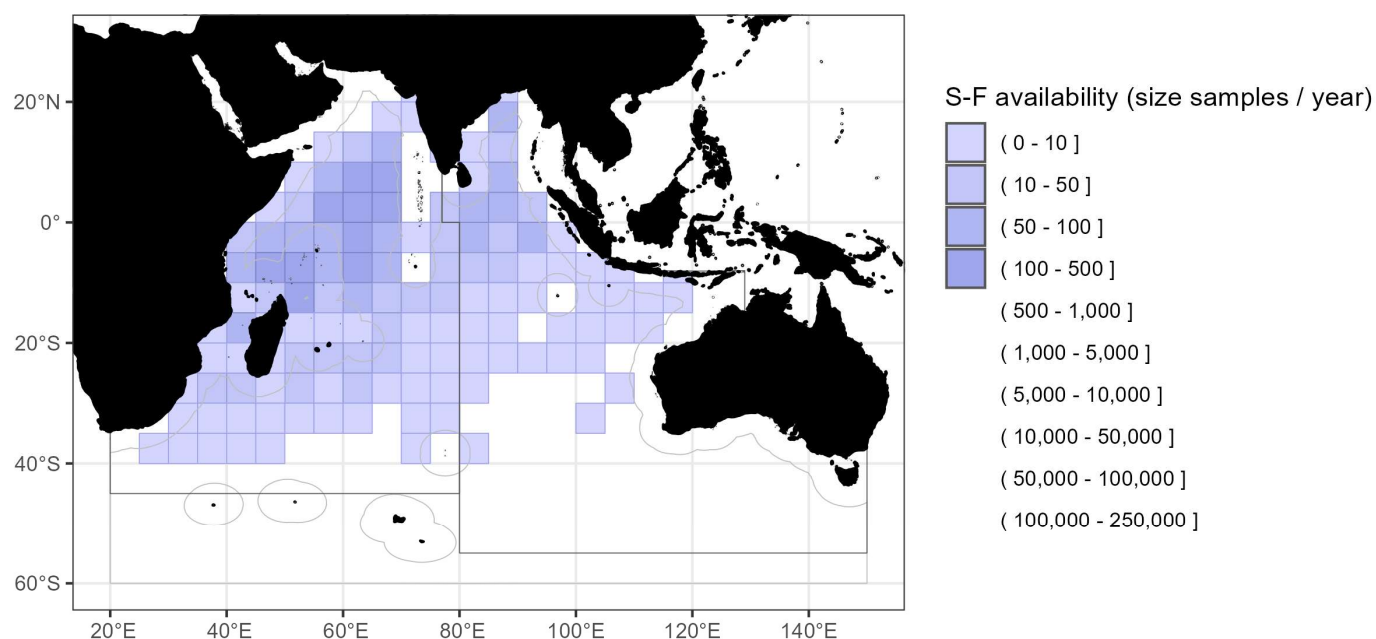 S-F availability (size samples / year)
( 0 - 10 ]
( 10 - 50 ]
( 50 - 100 ]
( 100 - 500 ]
( 500 - 1,000 ]
( 1,000 - 5,000 ]
( 5,000 - 10,000 ]
( 10,000 - 50,000 ]
( 50,000 - 100,000 ]
( 100,000 - 250,000 ]
20°N
0°
20°S
40°S
60°S
20°E 40°E 60°E 80°E 100°E 120°E 140°E